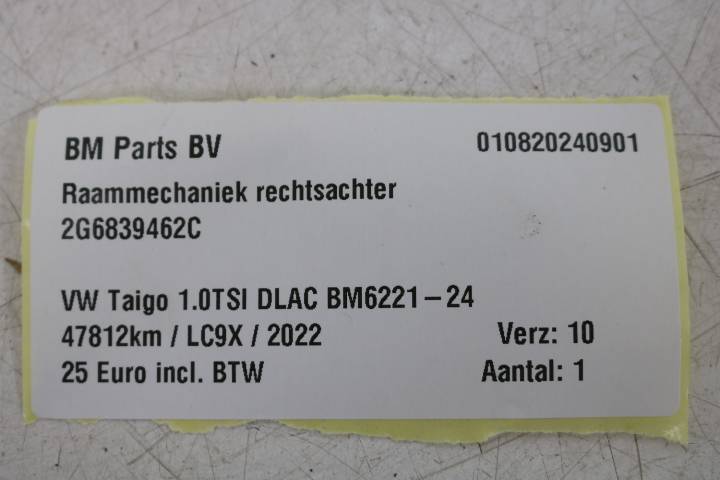 BM Parts BV 010820240901
Raammechaniek rechtsachter
2G6839462C
VW Taigo 1.0TSI DLAC BM6221-24
47812km / LC9X / 2022 Verz: 10
25 Euro incl. BTW Aantal: 1